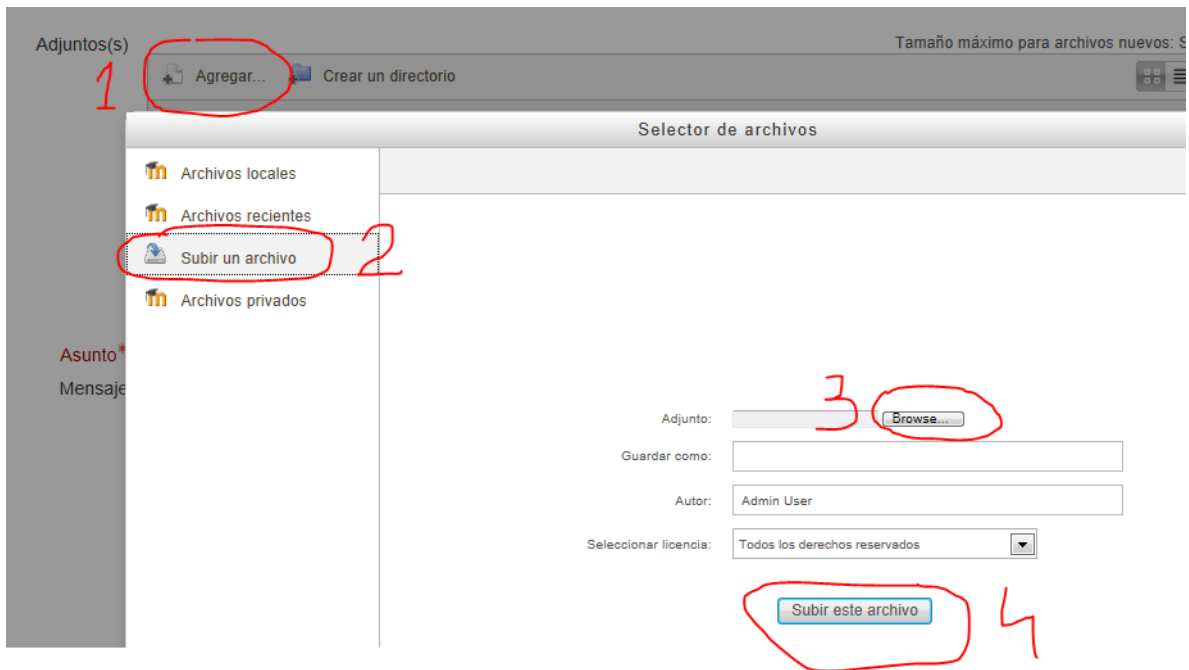 Adjuntos(s)
Tamaño máximo para archivos nuevos: S
1
Agregar...
Crear un directorio
Selector de archivos
Archivos locales
Archivos recientes
Subir un archivo
2
Archivos privados
Asunto*
Mensaje
3
Adjunto:
Browse...
Guardar como:
Autor:
Admin User
Seleccionar licencia:
Todos los derechos reservados
Subir este archivo
4